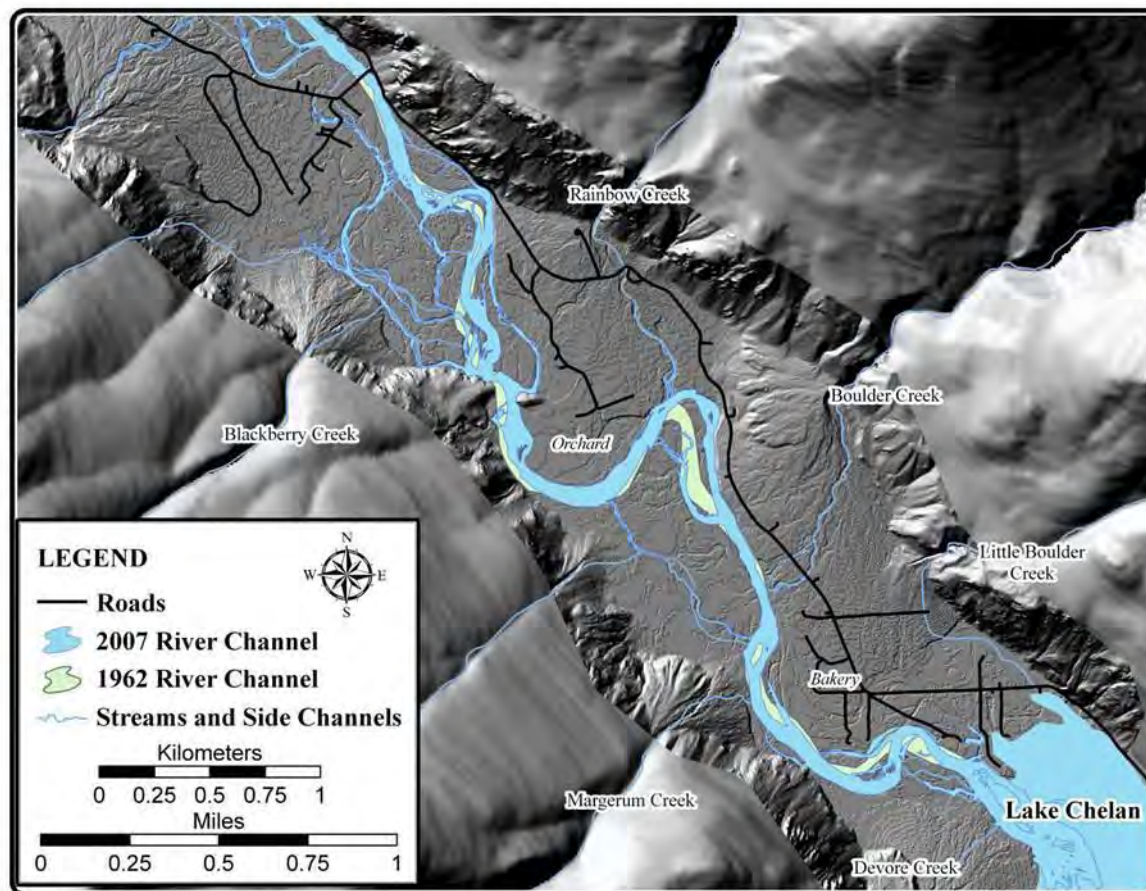 Rainbow Creek
Boulder Creek
Blackberry Creek
Orchard
Little Boulder
Creek
Bakery
Margerum Creek
Lake Chelan
Devore Creek
LEGEND
N
W E
S
Roads
2007 River Channel
1962 River Channel
Streams and Side Channels
Kilometers
0 0.25 0.5 0.75 1
Miles
0 0.25 0.5 1